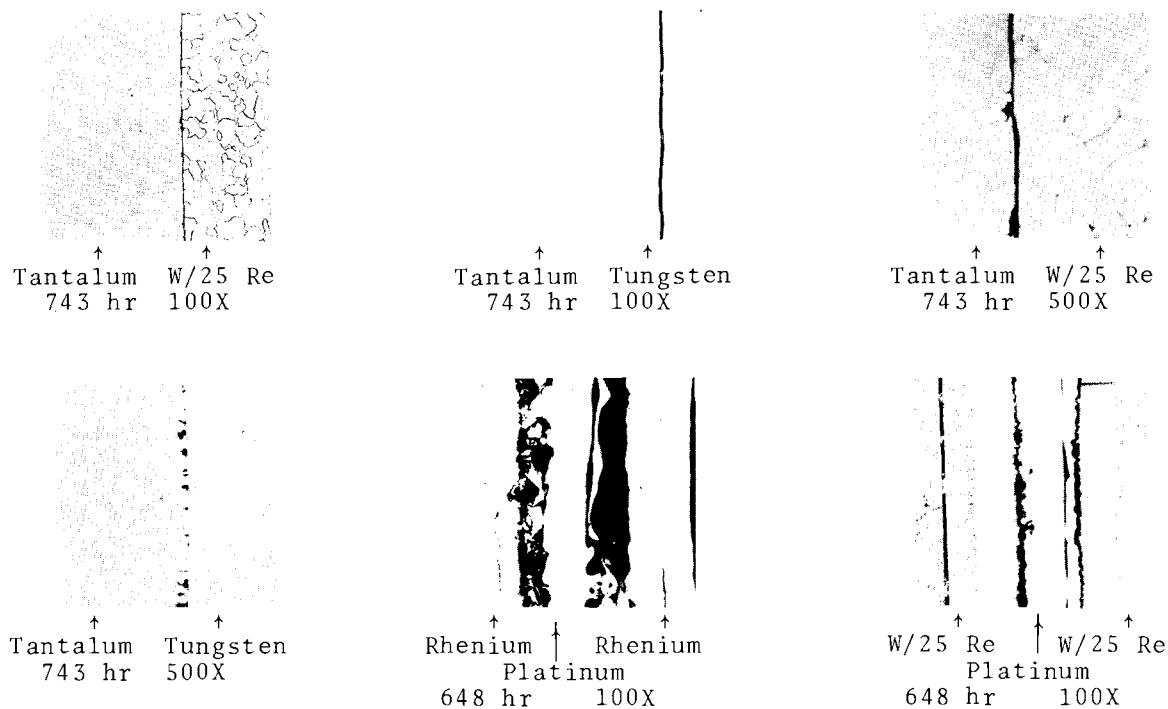 Tantalum W/25 Re
743 hr 100X
Tantalum Tungsten
743 hr 100X
Tantalum W/25 Re
743 hr 500X
Tantalum Tungsten
743 hr 500X
Rhenium Rhenium
Platinum
648 hr 100X
W/25 Re W/25 Re
Platinum
648 hr 100X